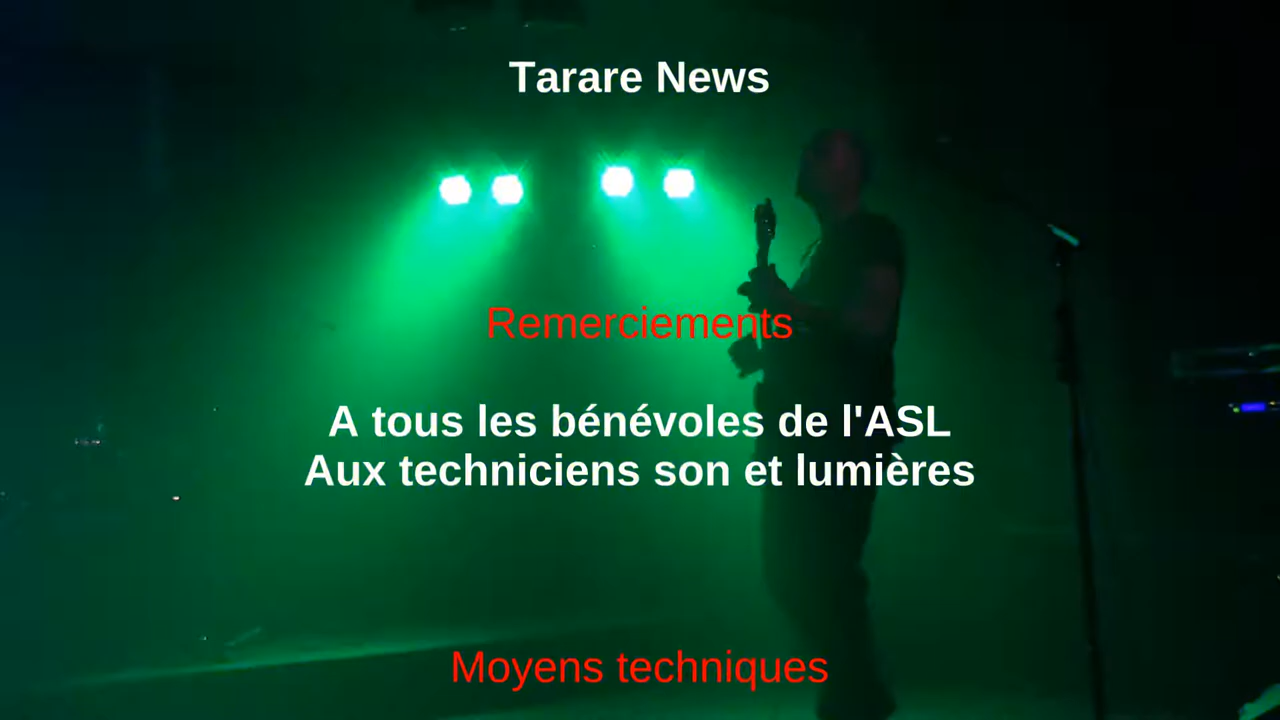 Tarare News
Remerciements
A tous les bénévoles de l'ASL
Aux techniciens son et lumières
Moyens techniques